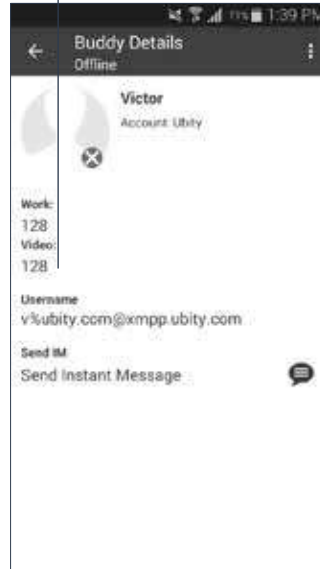 1:39 PM
Buddy Details
Offline
Victor
Account: Ubity
Work:
128
Video:
128
Username
v%ubity.com@xmpp.ubity.com
Send IM
Send Instant Message